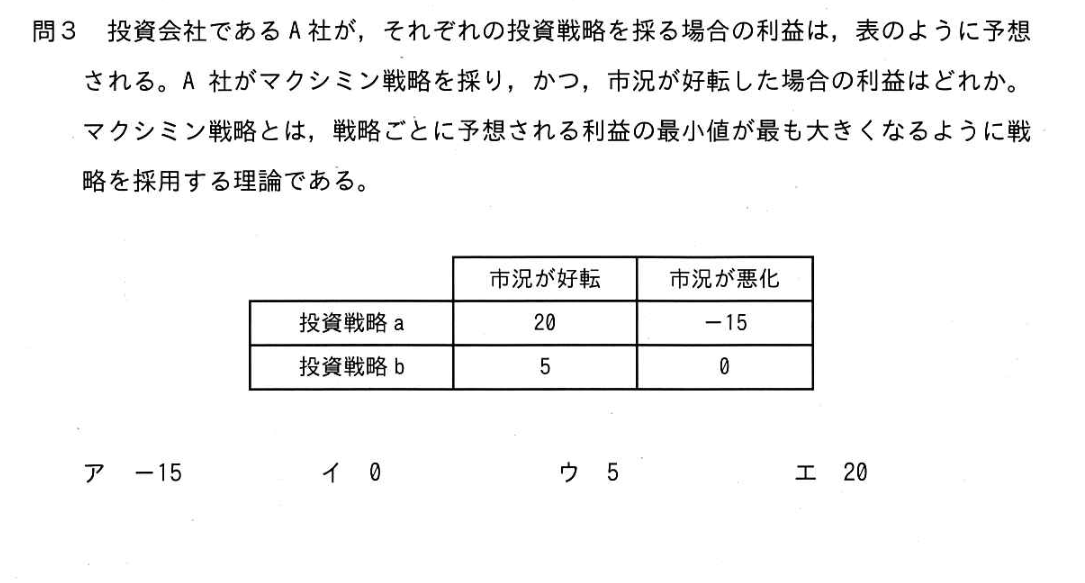 問3 投資会社であるA社が，それぞれの投資戦略を採る場合の利益は，表のように予想
される。A 社がマクシミン戦略を採り，かつ，市況が好転した場合の利益はどれか。
マクシミン戦略とは，戦略ごとに予想される利益の最小値が最も大きくなるように戦
略を採用する理論である。
市況が好転 市況が悪化
投資戦略 a 20 －15
投資戦略 b 5 0
ア －15 イ 0 ウ 5 エ 20